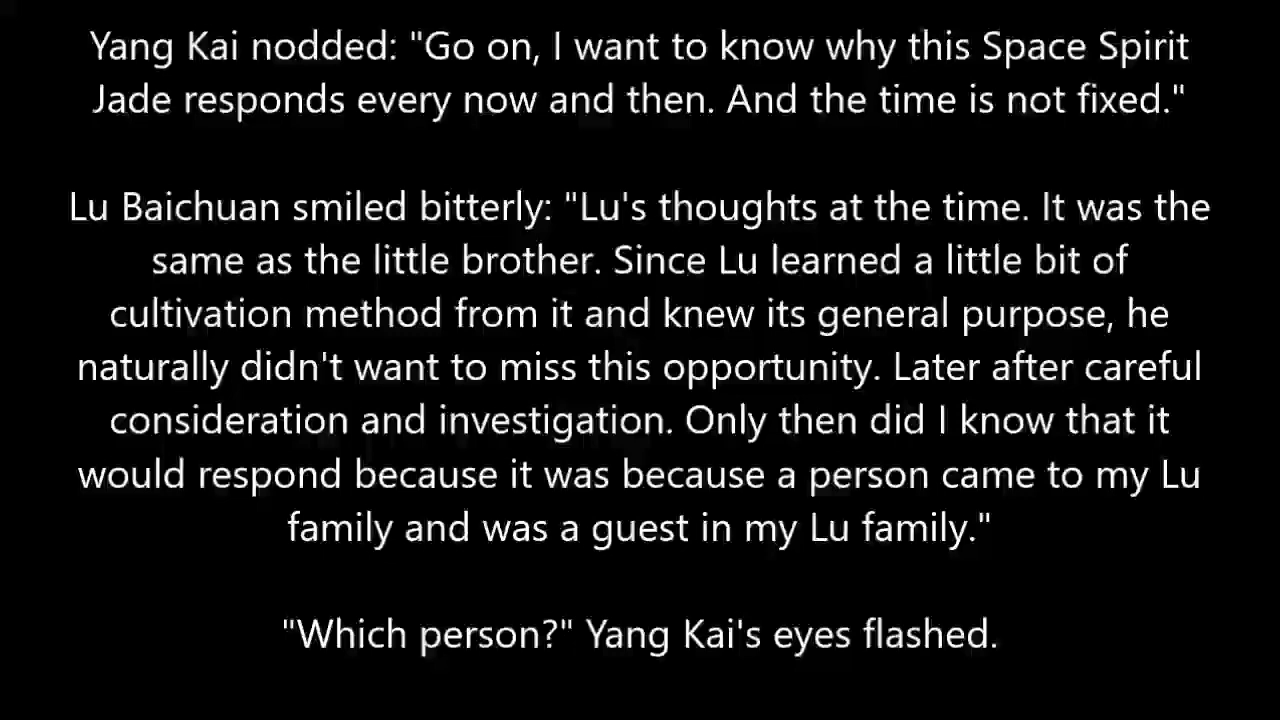 Yang Kai nodded: "Go on, I want to know why this Space Spirit
Jade responds every now and then. And the time is not fixed."
Lu Baichuan smiled bitterly: "Lu's thoughts at the time. It was the
same as the little brother. Since Lu learned a little bit of
cultivation method from it and knew its general purpose, he
naturally didn't want to miss this opportunity. Later after careful
consideration and investigation. Only then did I know that it
would respond because it was because a person came to my Lu
family and was a guest in my Lu family."
"Which person?" Yang Kai's eyes flashed.